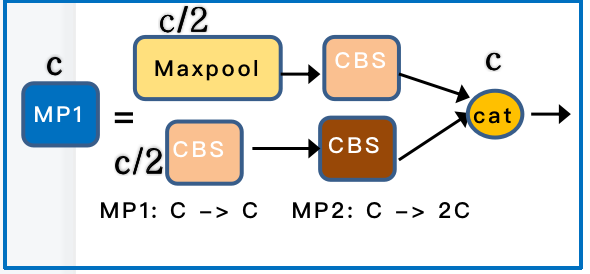 c/2
c
Maxpool
CBS
c
MP1
=
cat
c/2
CBS
CBS
MP1: C -> C
MP2: C -> 2C